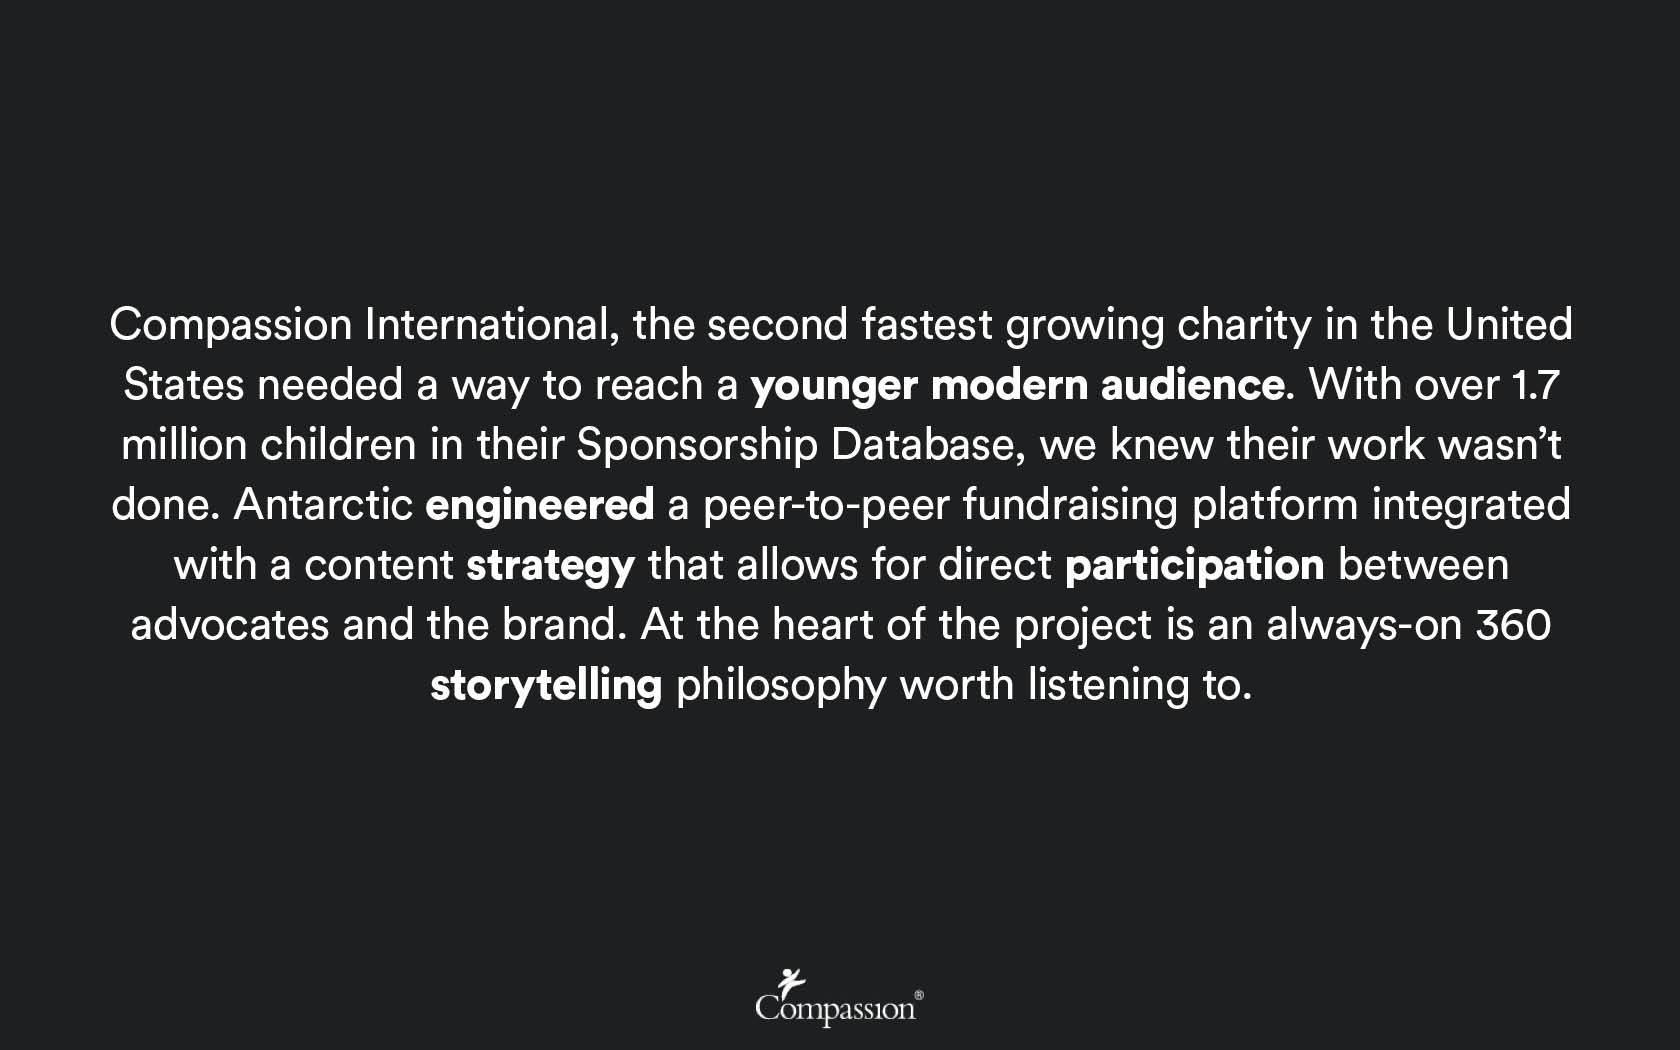 Compassion International, the second fastest growing charity in the United
States needed a way to reach a younger modern audience. With over 1.7
million children in their Sponsorship Database, we knew their work wasn’t
done. Antarctic engineered a peer-to-peer fundraising platform integrated
with a content strategy that allows for direct participation between
advocates and the brand. At the heart of the project is an always-on 360
storytelling philosophy worth listening to.
Compassion®